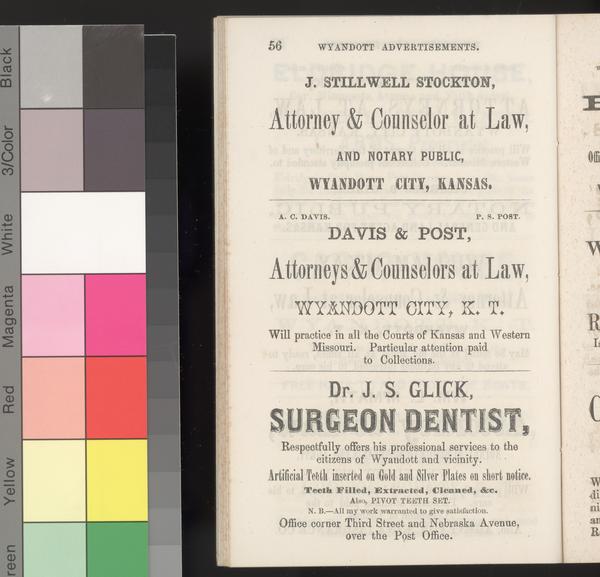 56 WYANDOTT ADVERTISEMENTS.
J. STILLWELL STOCKTON,
Attorney & Counselor at Law,
AND NOTARY PUBLIC,
WYANDOTT CITY, KANSAS.
A. C. DAVIS. P. S. POST.
DAVIS & POST,
Attorneys & Counselors at Law,
WYANDOTT CITY, K. T.
Will practice in all the Courts of Kansas and Western
Missouri. Particular attention paid
to Collections.
Dr. J. S. GLICK,
SURGEON DENTIST,
Respectfully offers his professional services to the
citizens of Wyandott and vicinity.
Artificial Teeth inserted on Gold and Silver Plates on short notice.
Teeth Filled, Extracted, Cleaned, &c.
Also, PIVOT TEETH SET.
N. B.—All my work warranted to give satisfaction.
Office corner Third Street and Nebraska Avenue,
over the Post Office.
Black
3/Color
White
Magenta
Red
Yellow